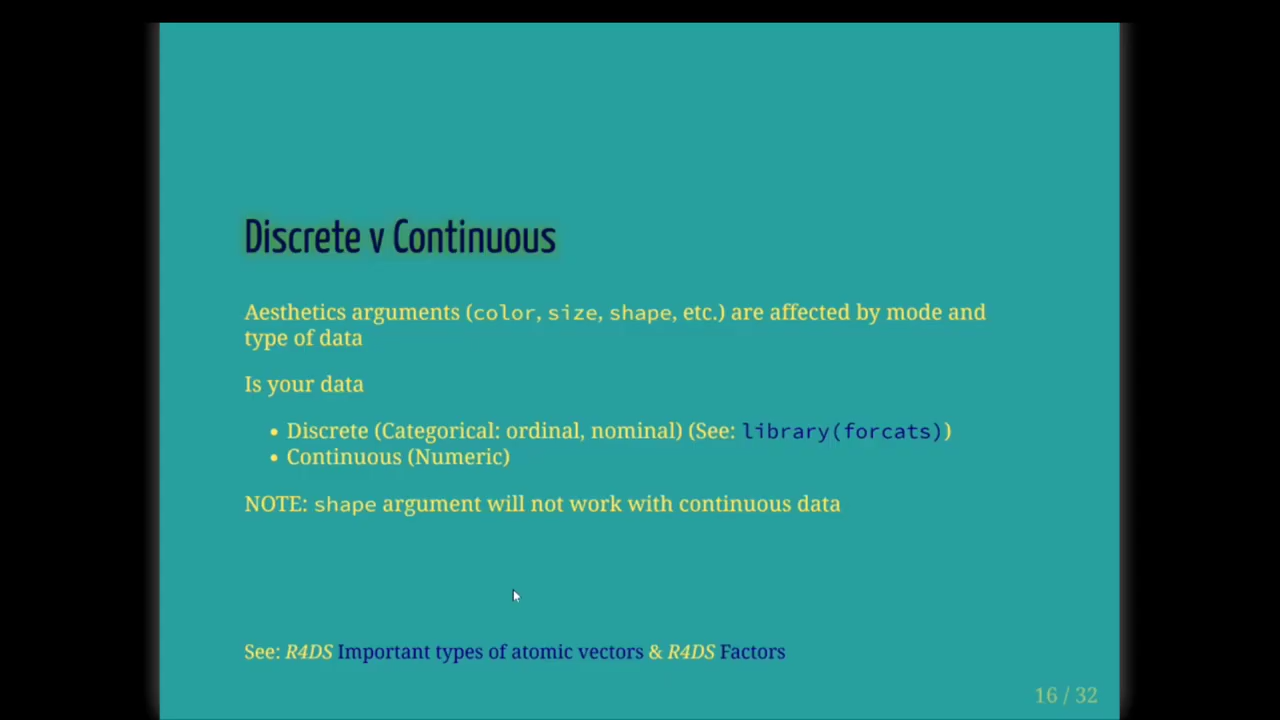 Discrete v Continuous
Aesthetics arguments (color, size, shape, etc.) are affected by mode and
type of data
Is your data
• Discrete (Categorical: ordinal, nominal) (See: library(forcats))
• Continuous (Numeric)
NOTE: shape argument will not work with continuous data
See: R4DS Important types of atomic vectors & R4DS Factors
16 / 32